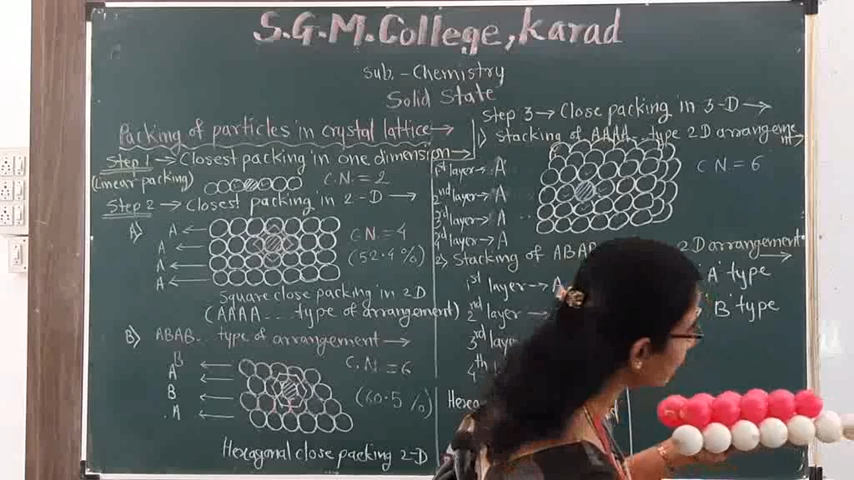 S.G.M. College, Karad
Sub. - Chemistry
Solid State
Packing of particles in crystal lattice →
Step 1 → Closest packing in one dimension →
(Linear packing) C.N. = 2
Step 2 → Closest packing in 2-D →
A) A ←
A ←
A ←
A ←
C.N. = 4
(52.4 %)
Square close packing in 2D
(AAAA... type of arrangement)
B) ABAB.. type of arrangement →
B ←
A ←
B ←
A ←
C.N. = 6
(60.5 %)
Hexagonal close packing 2-D
Step 3 → Close packing in 3-D →
1) Stacking of AAAA... type 2D arrangement →
1st layer → A
2nd layer → A
3rd layer → A
4th layer → A
C N = 6
2) Stacking of ABAB 2D arrangement →
1st layer → A
2nd layer →
3rd layer
4th
'A' type
'B' type